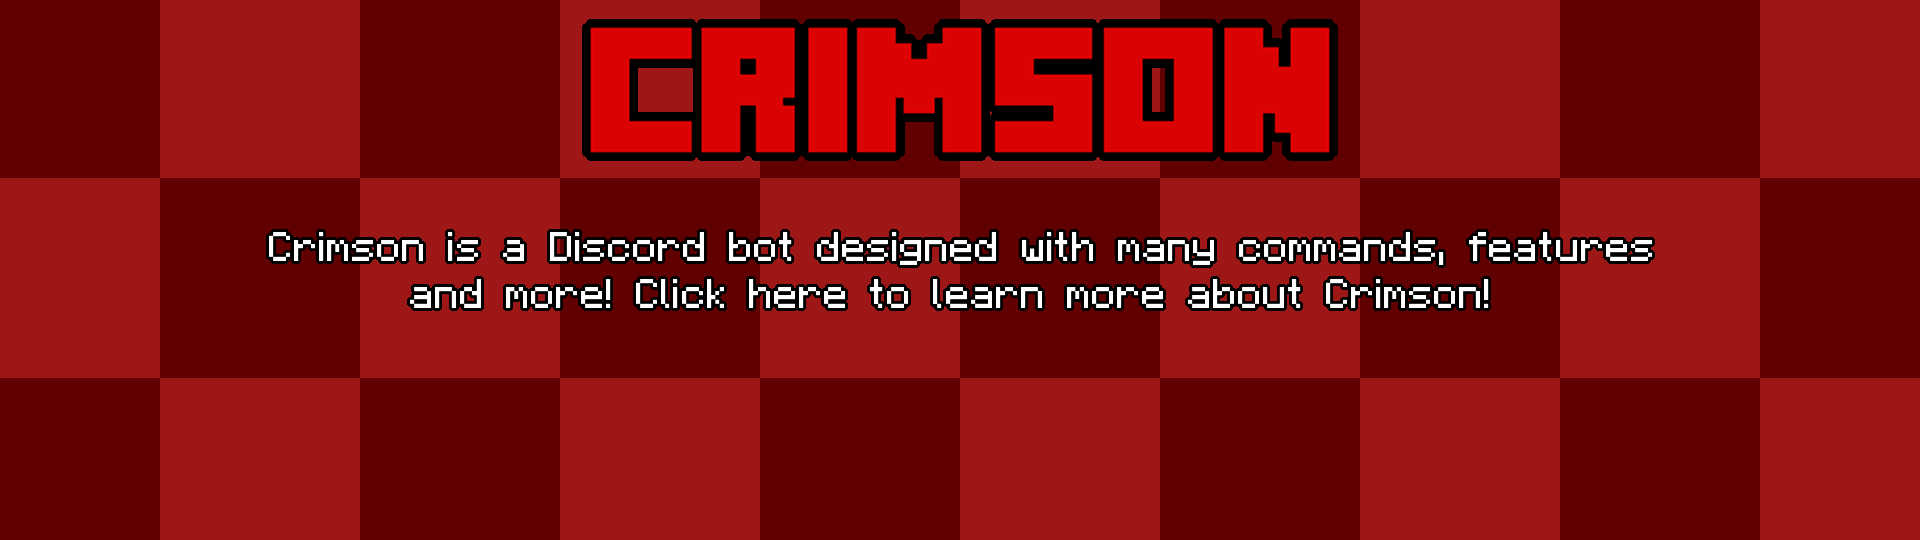 CRIMSON
Crimson is a Discord bot designed with many commands, features
and more! Click here to learn more about Crimson!